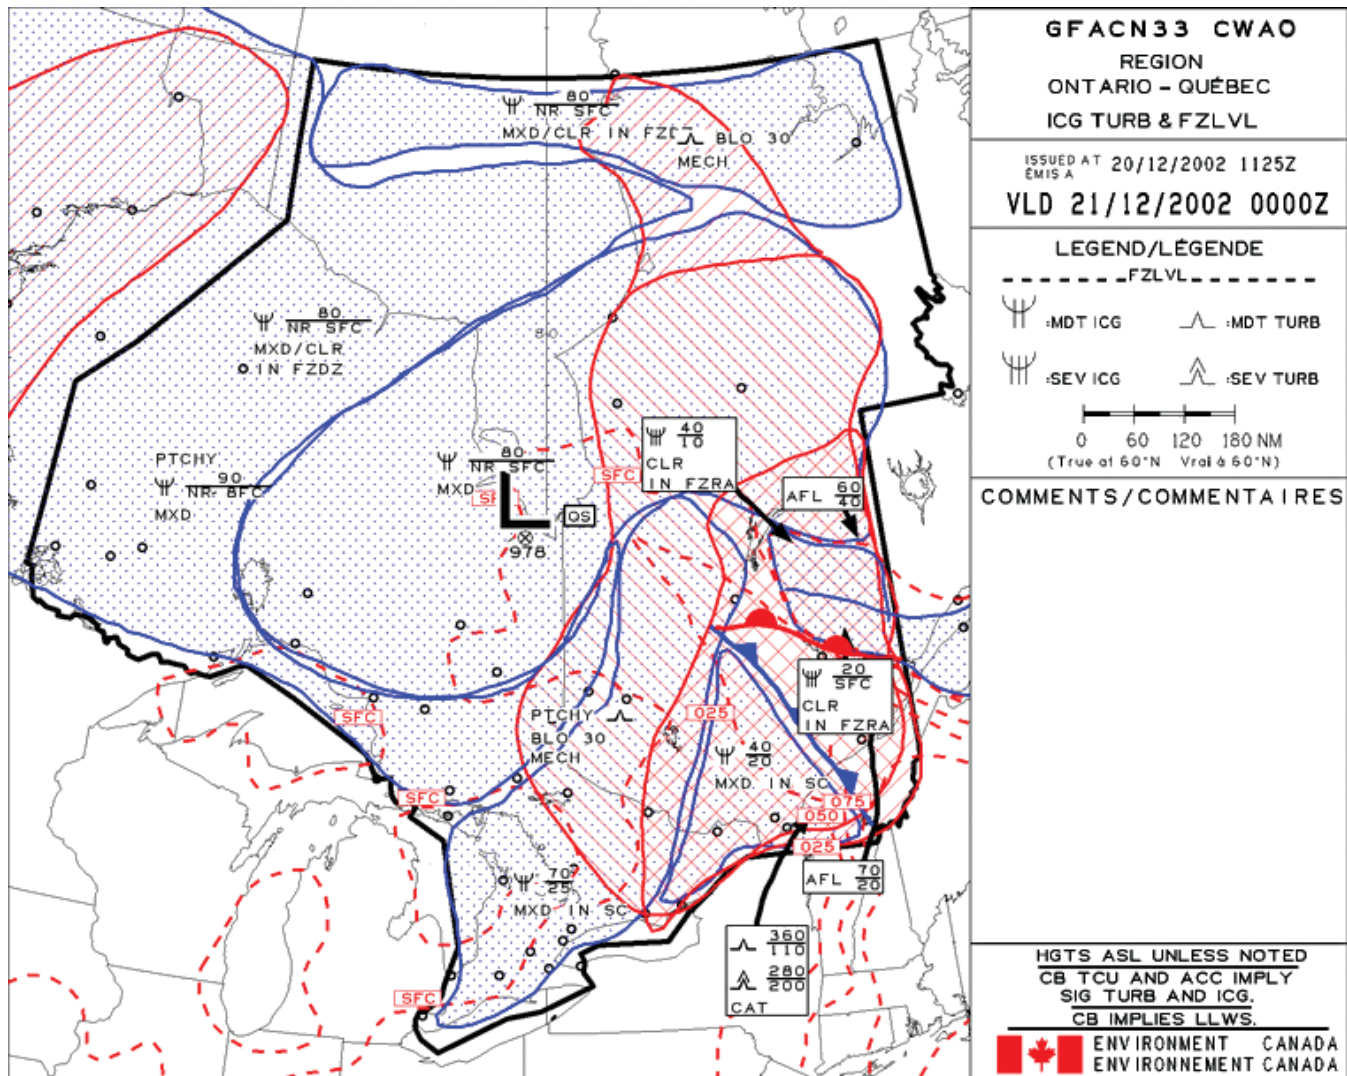 GFACN33 CWAO
REGION
ONTARIO – QUÉBEC
ICG TURB & FZLVL
ISSUED AT 20/12/2002 1125Z
ÉMIS A
VLD 21/12/2002 0000Z
LEGEND/LÉGENDE
FZLVL
:MDT ICG
:MDT TURB
:SEV ICG
:SEV TURB
0 60 120 180 NM
(True at 60°N Vrai à 60°N)
COMMENTS/COMMENTAIRES
HGTS ASL UNLESS NOTED
CB TCU AND ACC IMPLY
SIG TURB AND ICG.
CB IMPLIES LLWS.
ENVIRONMENT CANADA
ENVIRONNEMENT CANADA
80
NR SFC
MXD/CLR IN
BLO 30
MECH
80
NR SFC
MXD/CLR
IN FZDZ
80
PTCHY
90
NR SFC
MXD
80
NR SFC
MXD
SFC
QS
978
40
10
CLR
IN FZRA
AFL 60
40
SFC
20
SFC
CLR
IN FZRA
SFC
PTCHY
BLO 30
MECH
025
40
20
MXD IN SC
SFC
075
050
025
AFL 70
20
70
25
MXD IN SC
360
110
280
200
CAT
SFC